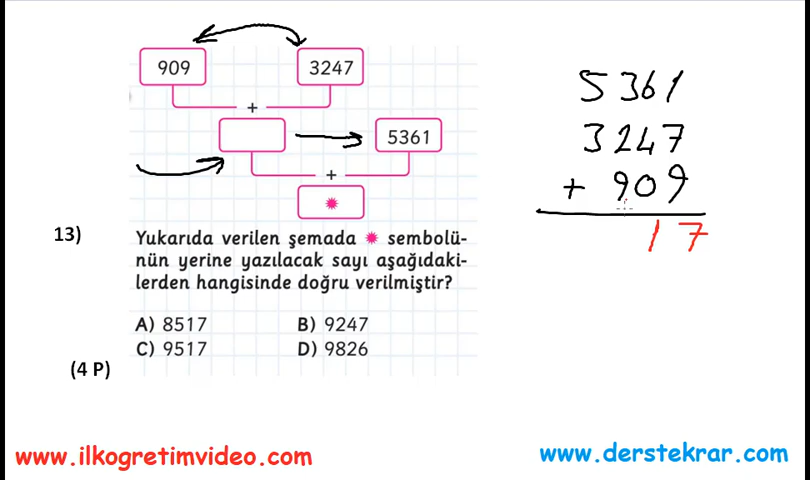 909
3247
+
5361
+
✹
13)
Yukarıda verilen şemada ✹ sembolü-
nün yerine yazılacak sayı aşağıdaki-
lerden hangisinde doğru verilmiştir?
A) 8517 B) 9247
C) 9517 D) 9826
(4 P)
5361
3247
+ 909
17
www.ilkogretimvideo.com
www.derstekrar.com